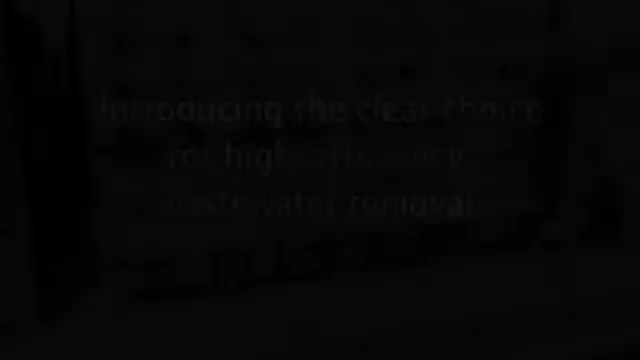 Introducing the clear choice
for high efficiency
waste water removal